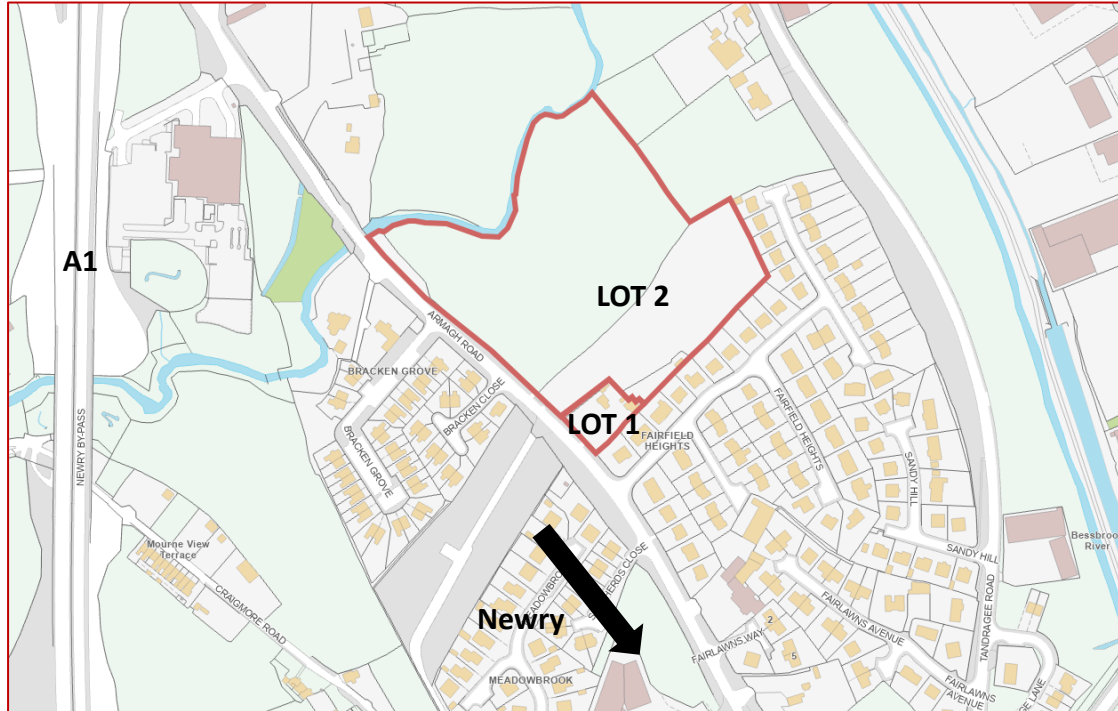 A1
NEWRY BY-PASS
LOT 2
ARMAGH ROAD
BRACKEN GROVE
BRACKEN CLOSE
BRACKEN GROVE
LOT 1
FAIRFIELD
HEIGHTS
FAIRFIELD HEIGHTS
SANDY HILL
SANDY HILL
Bessbrook
River
Mourne View
Terrace
CRAIGMORE ROAD
Newry
CLOSE
MEADOWBROOK
FAIRLAWNS WAY
2
5
FAIRLAWNS AVENUE
FAIRLAWNS
AVENUE
TANDRAGEE ROAD
LANE